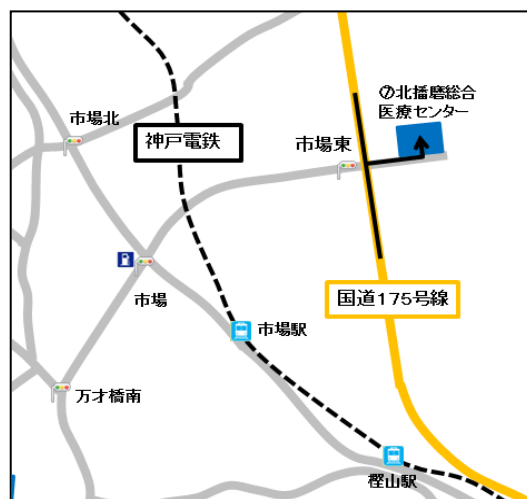 ⑦北播磨総合
医療センター
市場北
神戸電鉄
市場東
市場
国道175号線
市場駅
万才橋南
樫山駅